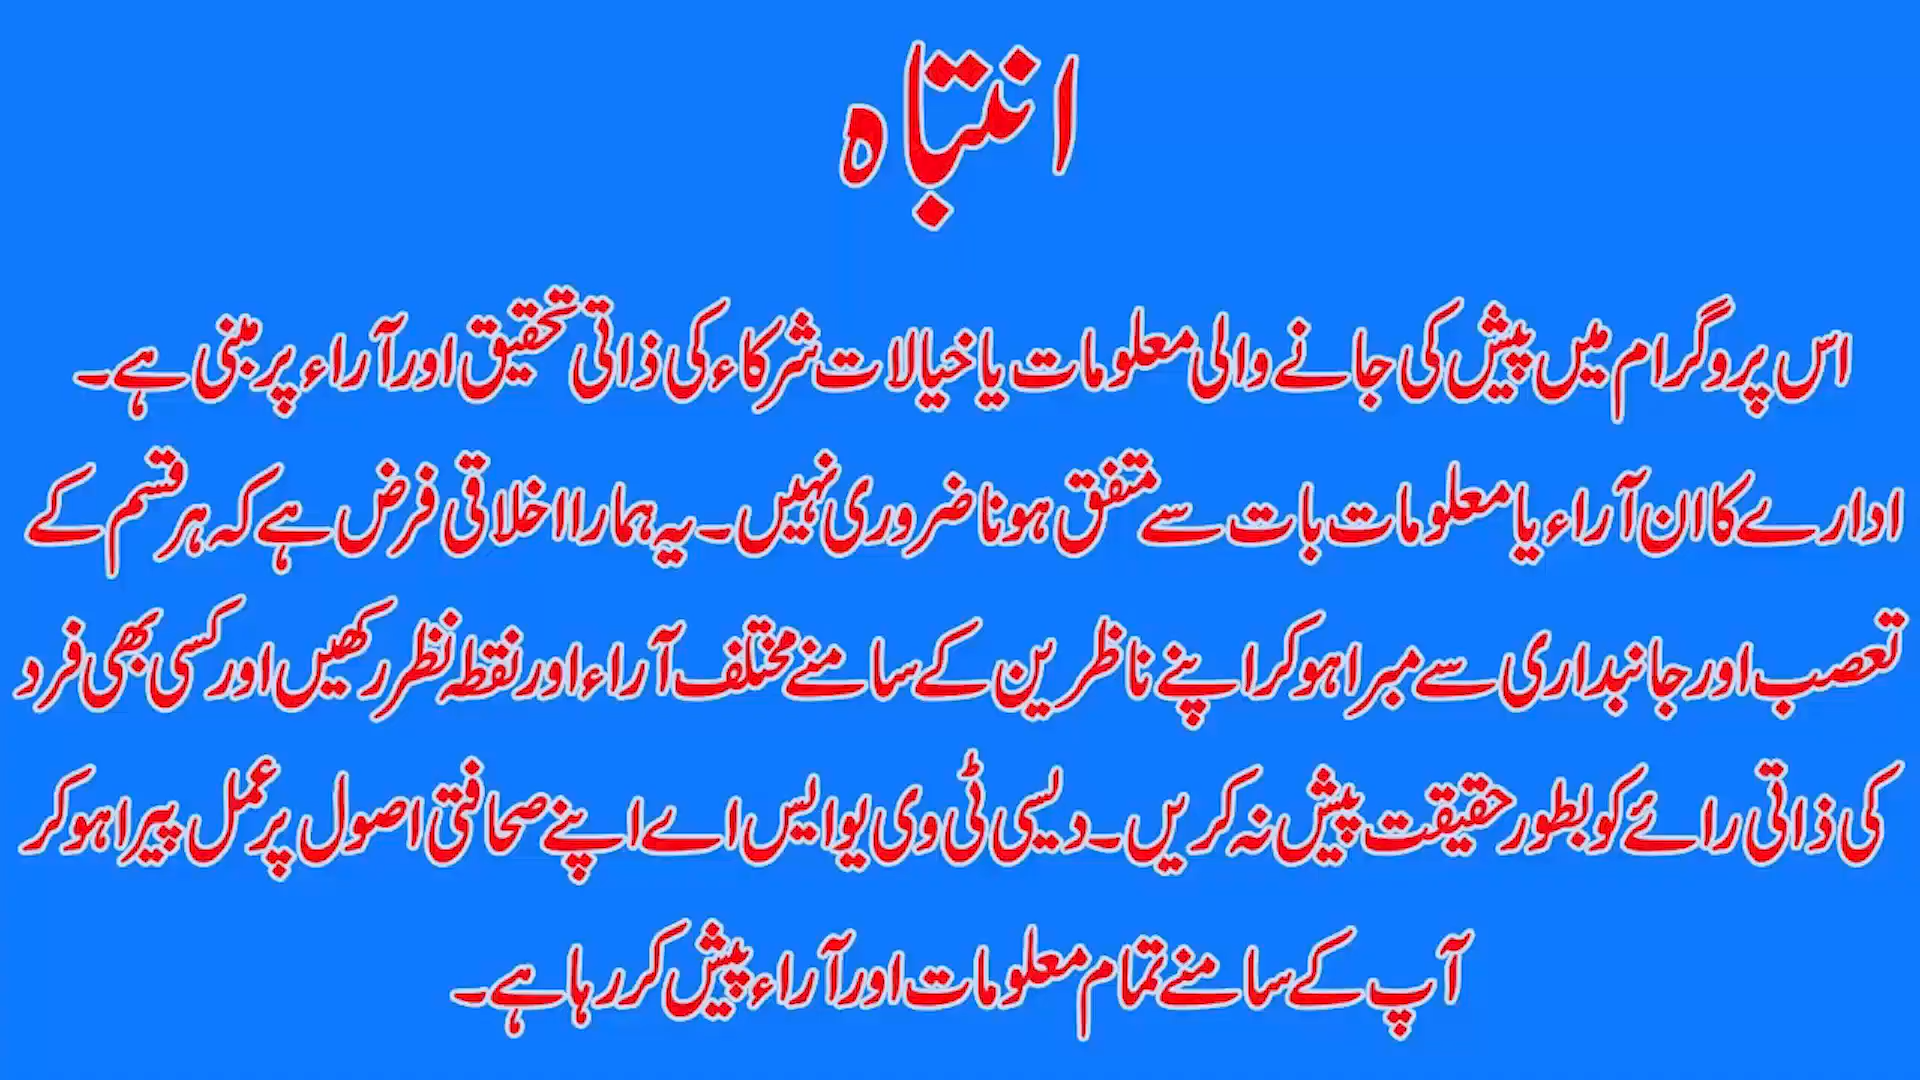 انتباہ
اس پروگرام میں پیش کی جانے والی معلومات یا خیالات شرکاء کی ذاتی تحقیق اور آراء پر مبنی ہے۔
ادارے کا ان آراء یا معلومات بات سے متفق ہونا ضروری نہیں۔ یہ ہمارا اخلاقی فرض ہے کہ ہر قسم کے
تعصب اور جانبداری سے مبرا ہو کر اپنے ناظرین کے سامنے مختلف آراء اور نقطہ نظر رکھیں اور کسی بھی فرد
کی ذاتی رائے کو بطور حقیقت پیش نہ کریں۔ دیسی ٹی وی یو ایس اے اپنے صحافتی اصول پر عمل پیرا ہو کر
آپ کے سامنے تمام معلومات اور آراء پیش کر رہا ہے۔